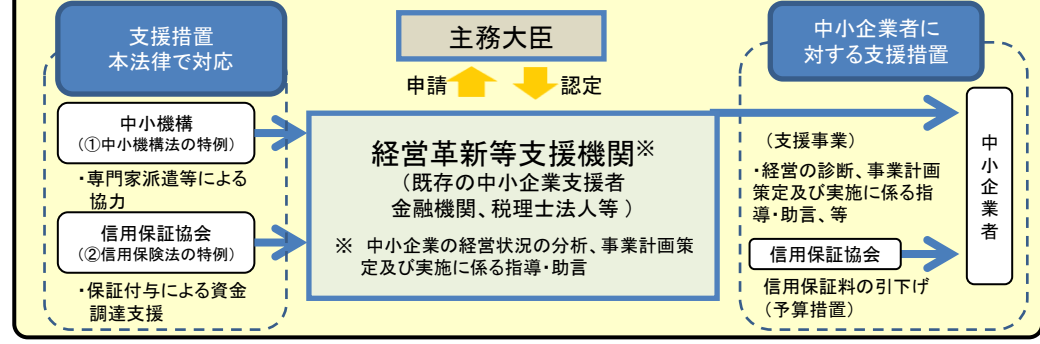 支援措置
本法律で対応
中小機構
(①中小機構法の特例)
・専門家派遣等による
協力
信用保証協会
(②信用保険法の特例)
・保証付与による資金
調達支援
主務大臣
申請
認定
経営革新等支援機関※
(既存の中小企業支援者
金融機関、税理士法人等 )
※ 中小企業の経営状況の分析、事業計画策
定及び実施に係る指導・助言
中小企業者に
対する支援措置
(支援事業)
・経営の診断、事業計画
策定及び実施に係る指
導・助言、等
信用保証協会
信用保証料の引下げ
(予算措置)
中小企業者